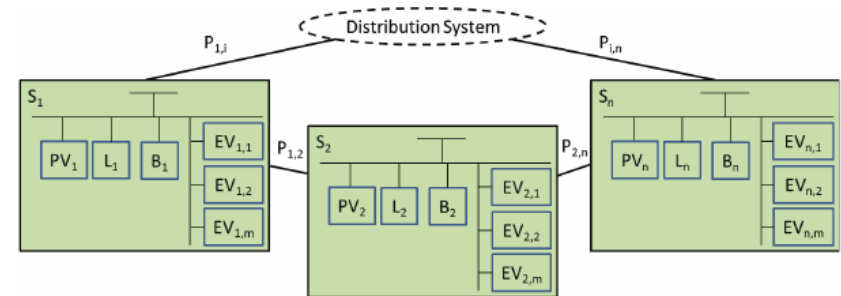 Distribution System
P1,i
Pi,n
S1
PV1
L1
B1
EV1,1
EV1,2
EV1,m
P1,2
S2
PV2
L2
B2
EV2,1
EV2,2
EV2,m
P2,n
Sn
PVn
Ln
Bn
EVn,1
EVn,2
EVn,m